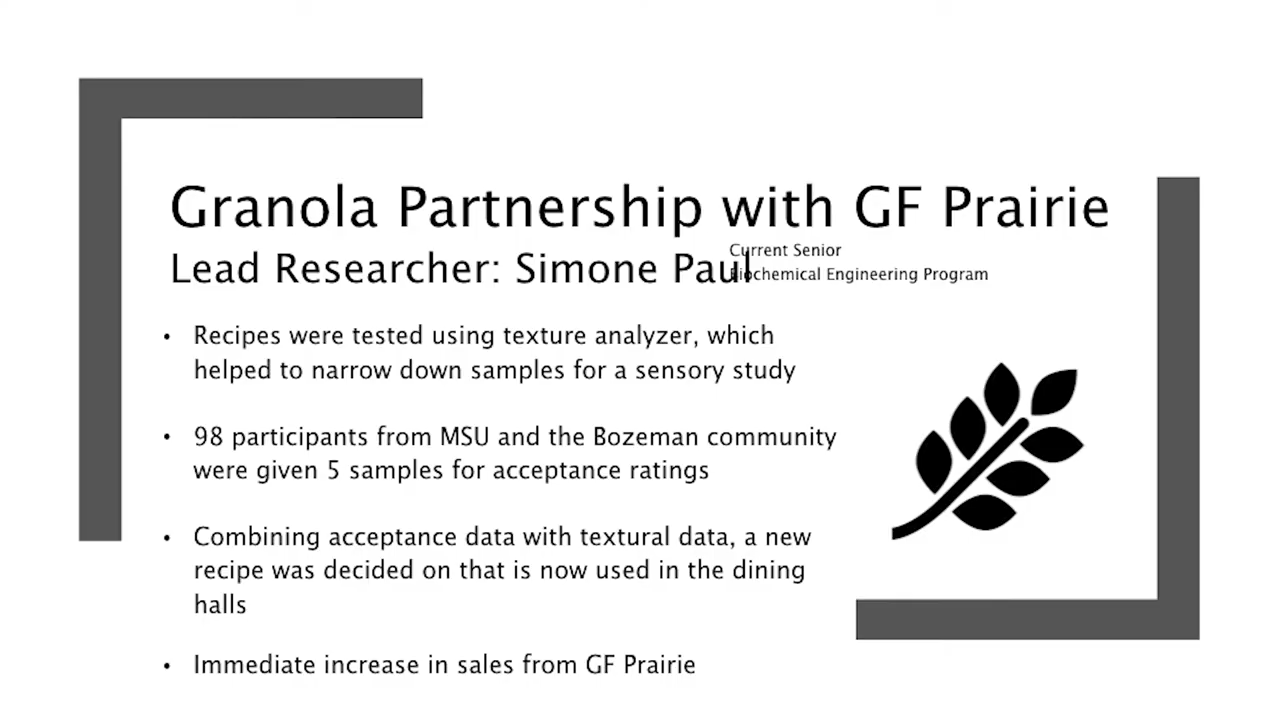 Granola Partnership with GF Prairie
Lead Researcher: Simone Paul
Current Senior
Biochemical Engineering Program
• Recipes were tested using texture analyzer, which
helped to narrow down samples for a sensory study
• 98 participants from MSU and the Bozeman community
were given 5 samples for acceptance ratings
• Combining acceptance data with textural data, a new
recipe was decided on that is now used in the dining
halls
• Immediate increase in sales from GF Prairie